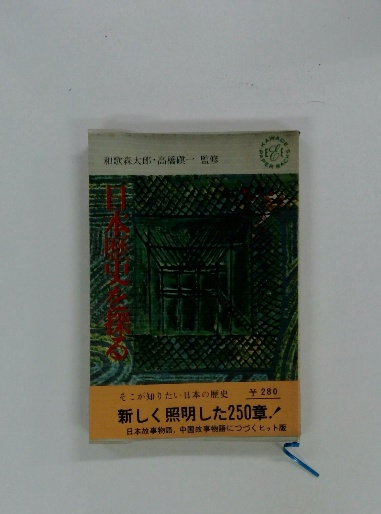 和歌森太郎・高橋磌一 監修
KAWADE PAPER BACKS
日本歴史を探る
そこが知りたい日本の歴史 ¥280
新しく照明した250章!
日本故事物語,中国故事物語につづくヒット版